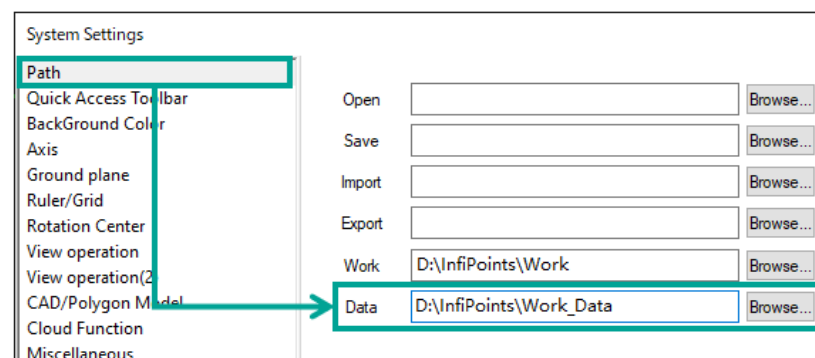 System Settings
Path
Quick Access Toolbar
BackGround Color
Axis
Ground plane
Ruler/Grid
Rotation Center
View operation
View operation(2)
CAD/Polygon Model
Cloud Function
Miscellaneous
Open Browse...
Save Browse...
Import Browse...
Export Browse...
Work D:\InfiPoints\Work Browse...
Data D:\InfiPoints\Work_Data Browse...